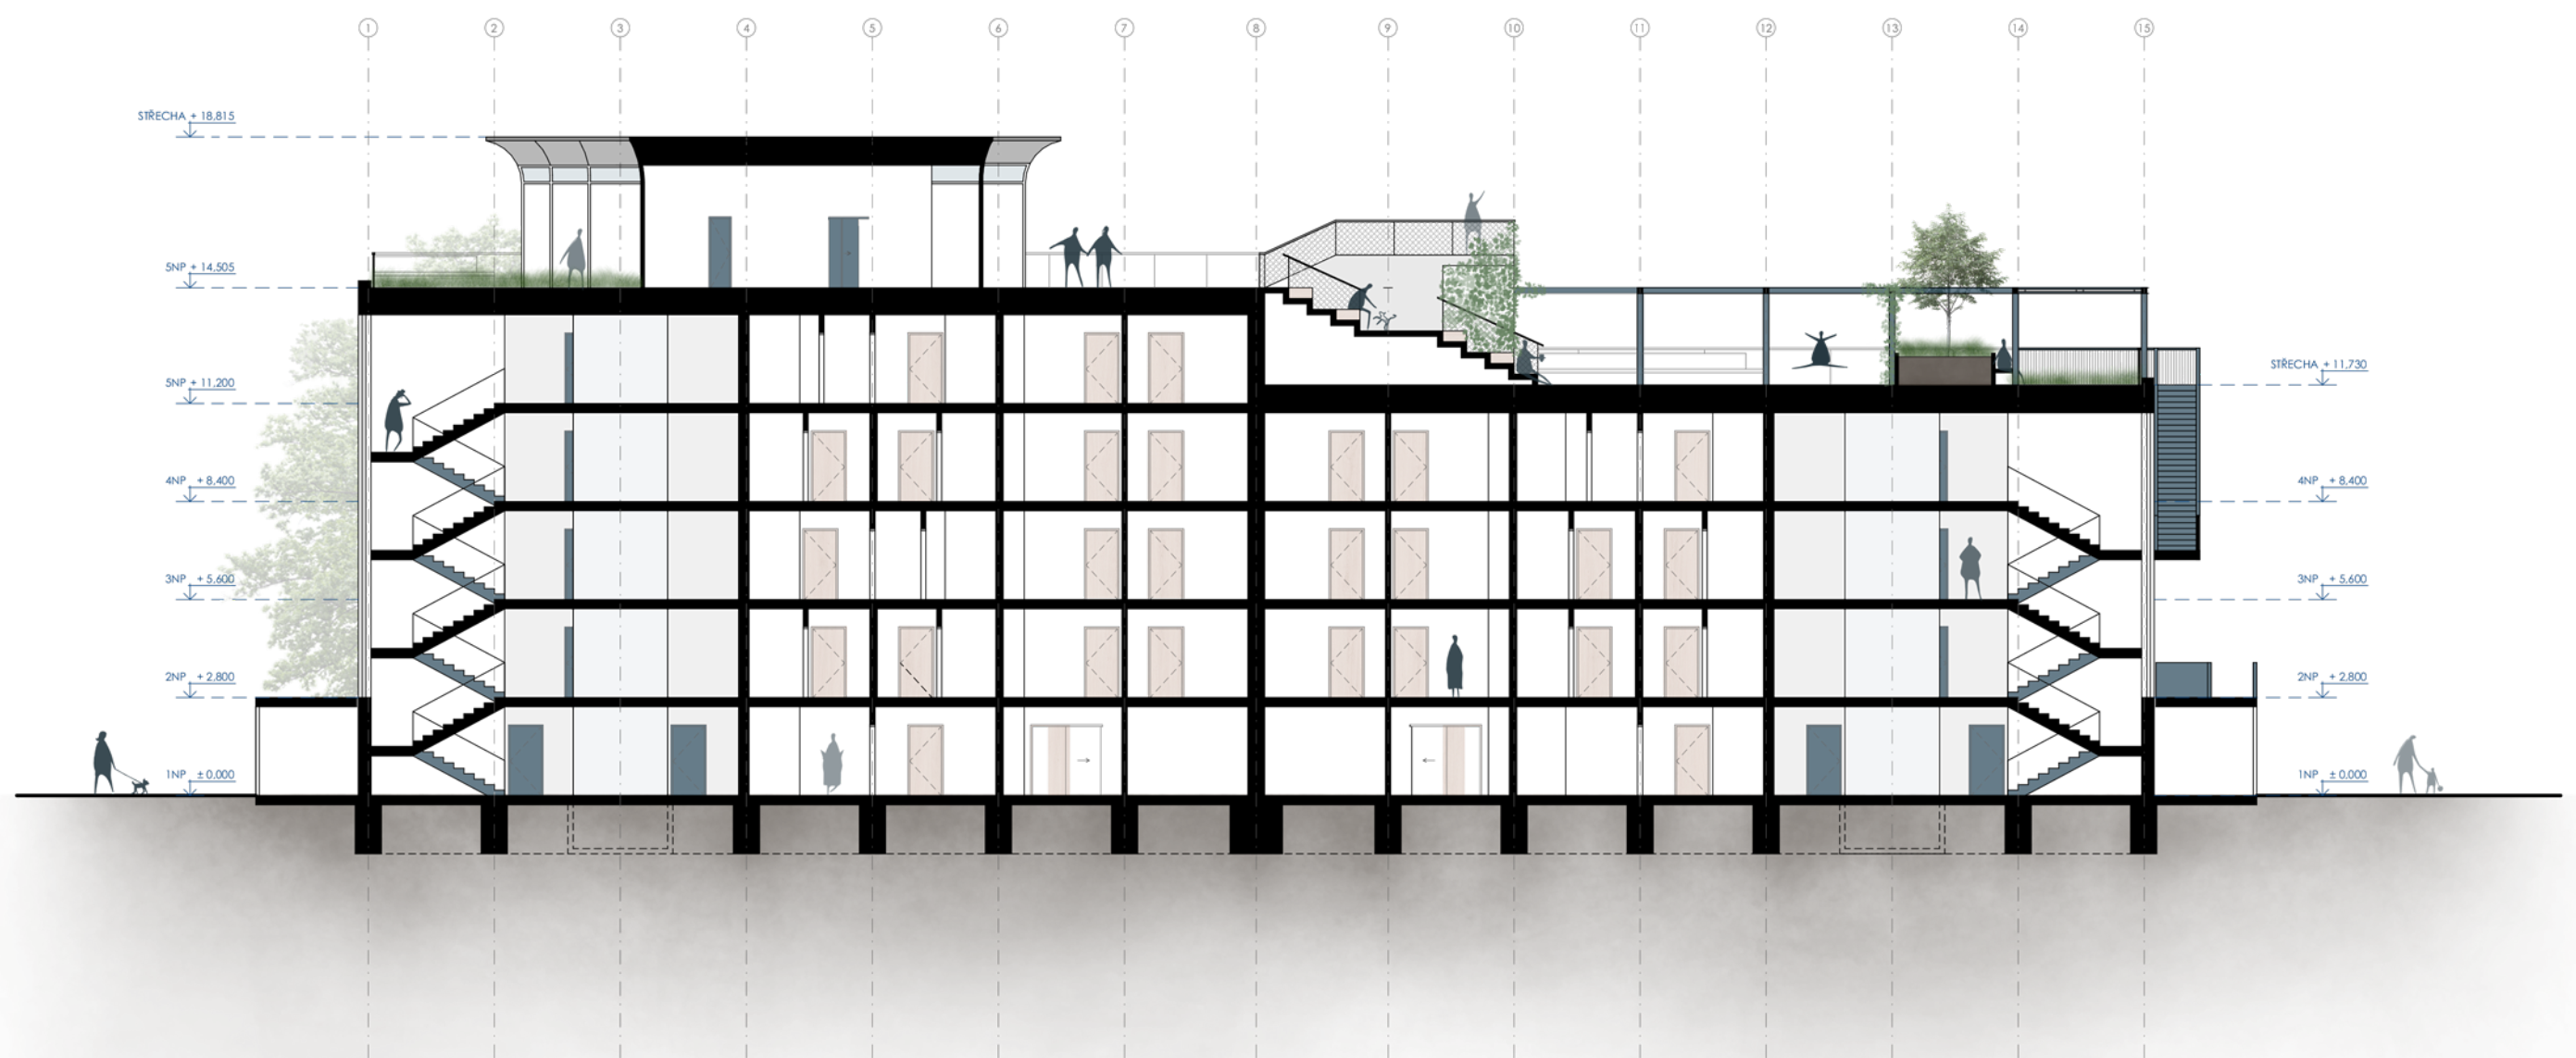 1 2 3 4 5 6 7 8 9 10 11 12 13 14 15
STŘECHA + 18,815
5NP + 14,505
5NP + 11,200
4NP + 8,400
3NP + 5,600
2NP + 2,800
1NP ± 0,000
STŘECHA + 11,730
4NP + 8,400
3NP + 5,600
2NP + 2,800
1NP ± 0,000